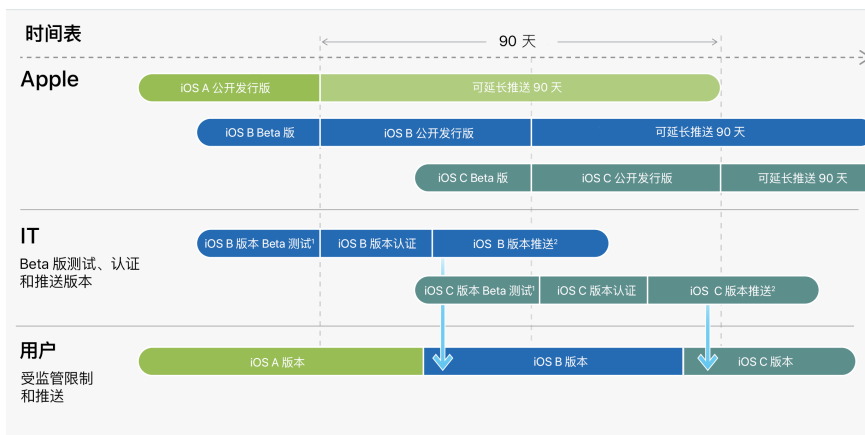 时间表
90 天
Apple
iOS A 公开发行版
可延长推送 90 天
iOS B Beta 版
iOS B 公开发行版
可延长推送 90 天
iOS C Beta 版
iOS C 公开发行版
可延长推送 90 天
IT
Beta 版测试、认证
和推送版本
iOS B 版本 Beta 测试¹
iOS B 版本认证
iOS B 版本推送²
iOS C 版本 Beta 测试¹
iOS C 版本认证
iOS C 版本推送²
用户
受监管限制
和推送
iOS A 版本
iOS B 版本
iOS C 版本